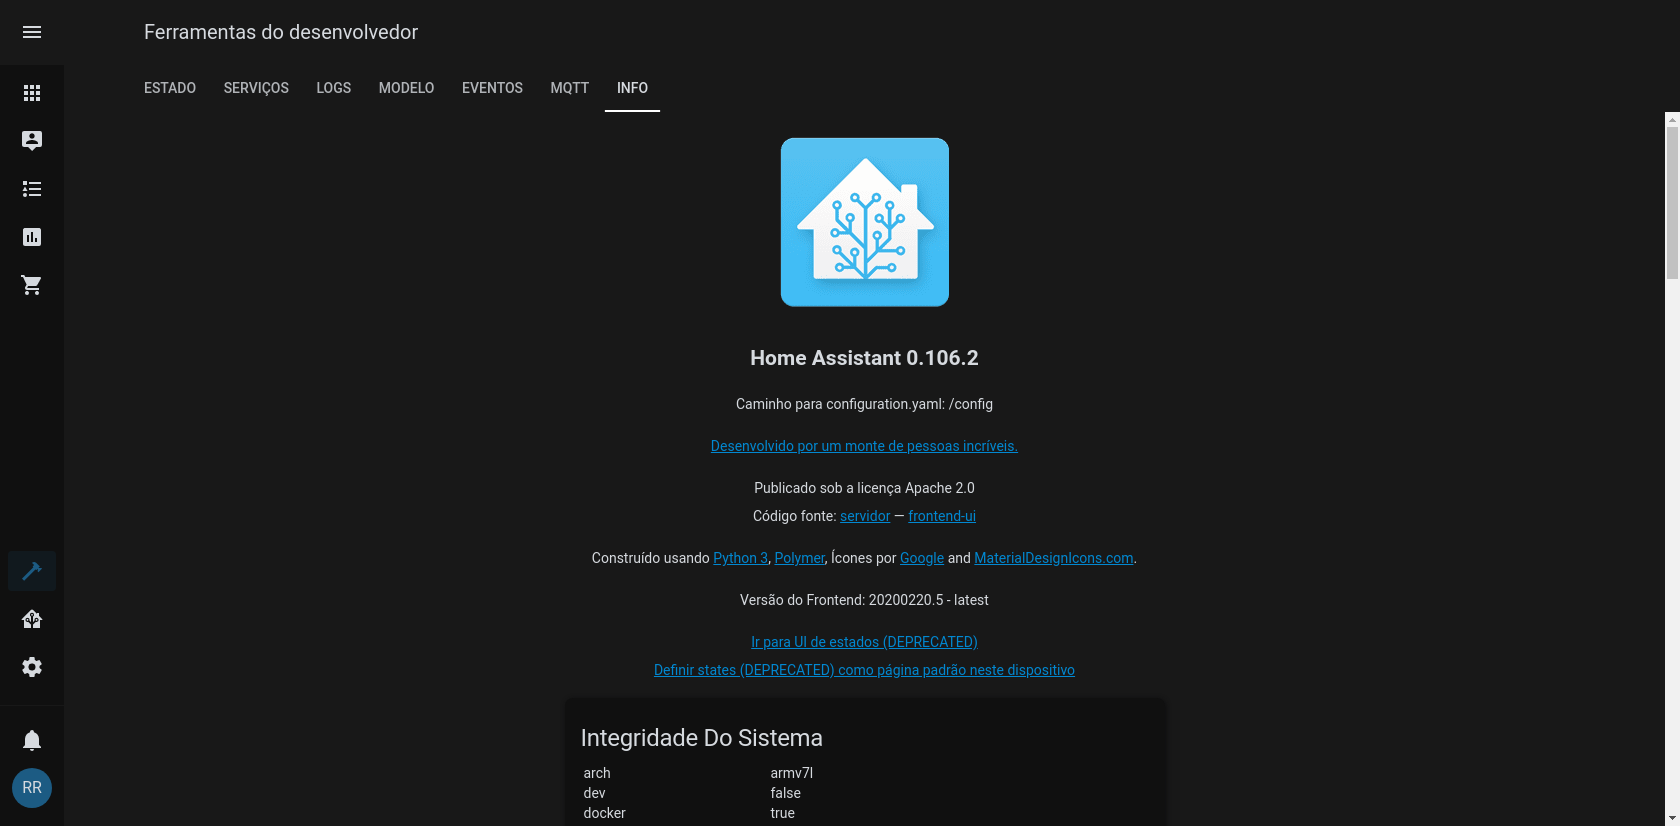 Ferramentas do desenvolvedor
ESTADO SERVIÇOS LOGS MODELO EVENTOS MQTT INFO
Home Assistant 0.106.2
Caminho para configuration.yaml: /config
Desenvolvido por um monte de pessoas incríveis.
Publicado sob a licença Apache 2.0
Código fonte: servidor — frontend-ui
Construído usando Python 3, Polymer, Ícones por Google and MaterialDesignIcons.com.
Versão do Frontend: 20200220.5 - latest
Ir para UI de estados (DEPRECATED)
Definir states (DEPRECATED) como página padrão neste dispositivo
Integridade Do Sistema
arch armv7l
dev false
docker true
RR